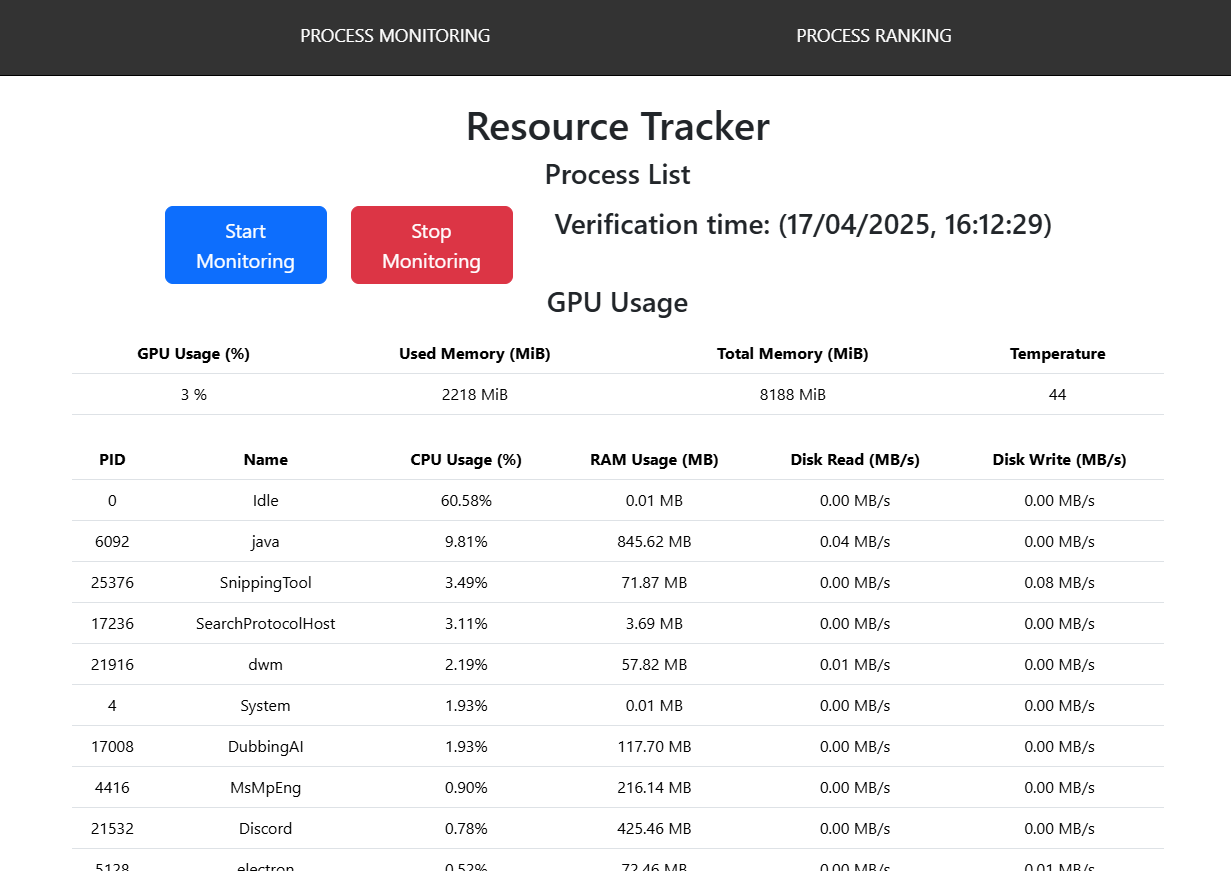 PROCESS MONITORING PROCESS RANKING
Resource Tracker
Process List
Start Monitoring
Stop Monitoring
Verification time: (17/04/2025, 16:12:29)
GPU Usage
GPU Usage (%) Used Memory (MiB) Total Memory (MiB) Temperature
3 % 2218 MiB 8188 MiB 44
PID Name CPU Usage (%) RAM Usage (MB) Disk Read (MB/s) Disk Write (MB/s)
0 Idle 60.58% 0.01 MB 0.00 MB/s 0.00 MB/s
6092 java 9.81% 845.62 MB 0.04 MB/s 0.00 MB/s
25376 SnippingTool 3.49% 71.87 MB 0.00 MB/s 0.08 MB/s
17236 SearchProtocolHost 3.11% 3.69 MB 0.00 MB/s 0.00 MB/s
21916 dwm 2.19% 57.82 MB 0.01 MB/s 0.00 MB/s
4 System 1.93% 0.01 MB 0.00 MB/s 0.00 MB/s
17008 DubbingAI 1.93% 117.70 MB 0.00 MB/s 0.00 MB/s
4416 MsMpEng 0.90% 216.14 MB 0.00 MB/s 0.00 MB/s
21532 Discord 0.78% 425.46 MB 0.00 MB/s 0.00 MB/s
5128 electron 0.52% 72.46 MB 0.00 MB/s 0.01 MB/s